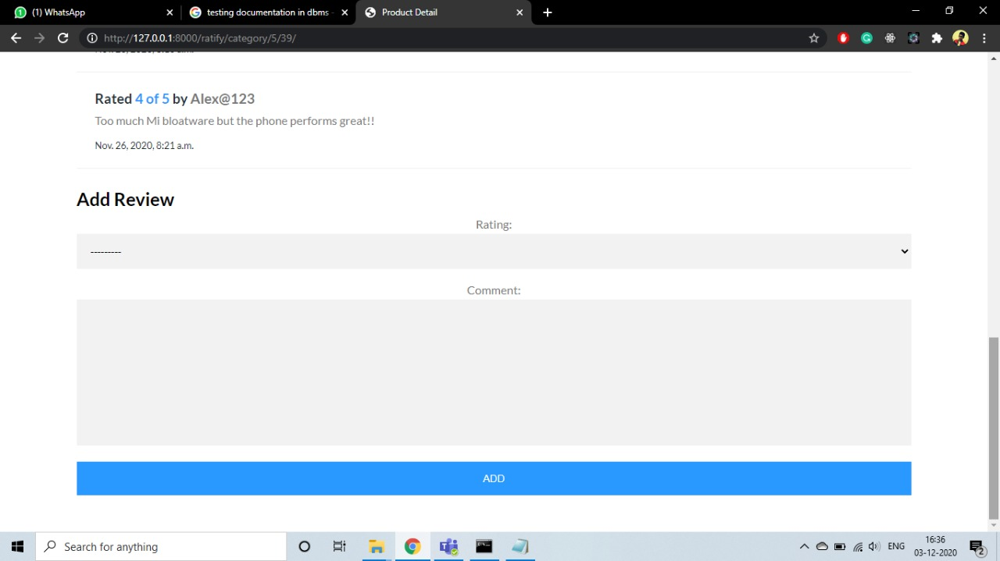 (1) WhatsApp
testing documentation in dbms -
Product Detail
http://127.0.0.1:8000/ratify/category/5/39/
Rated 4 of 5 by Alex@123
Too much Mi bloatware but the phone performs great!!
Nov. 26, 2020, 8:21 a.m.
Add Review
Rating:
---------
Comment:
ADD
Search for anything
ENG
16:36
03-12-2020
2